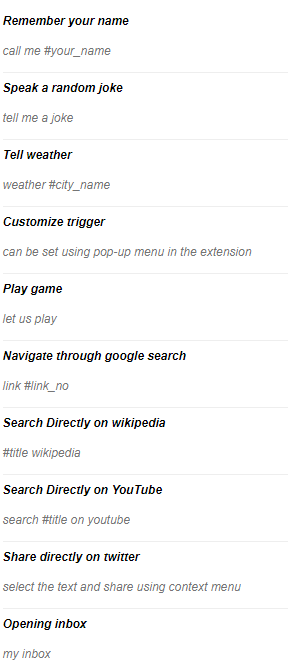 Remember your name
call me #your_name
Speak a random joke
tell me a joke
Tell weather
weather #city_name
Customize trigger
can be set using pop-up menu in the extension
Play game
let us play
Navigate through google search
link #link_no
Search Directly on wikipedia
#title wikipedia
Search Directly on YouTube
search #title on youtube
Share directly on twitter
select the text and share using context menu
Opening inbox
my inbox